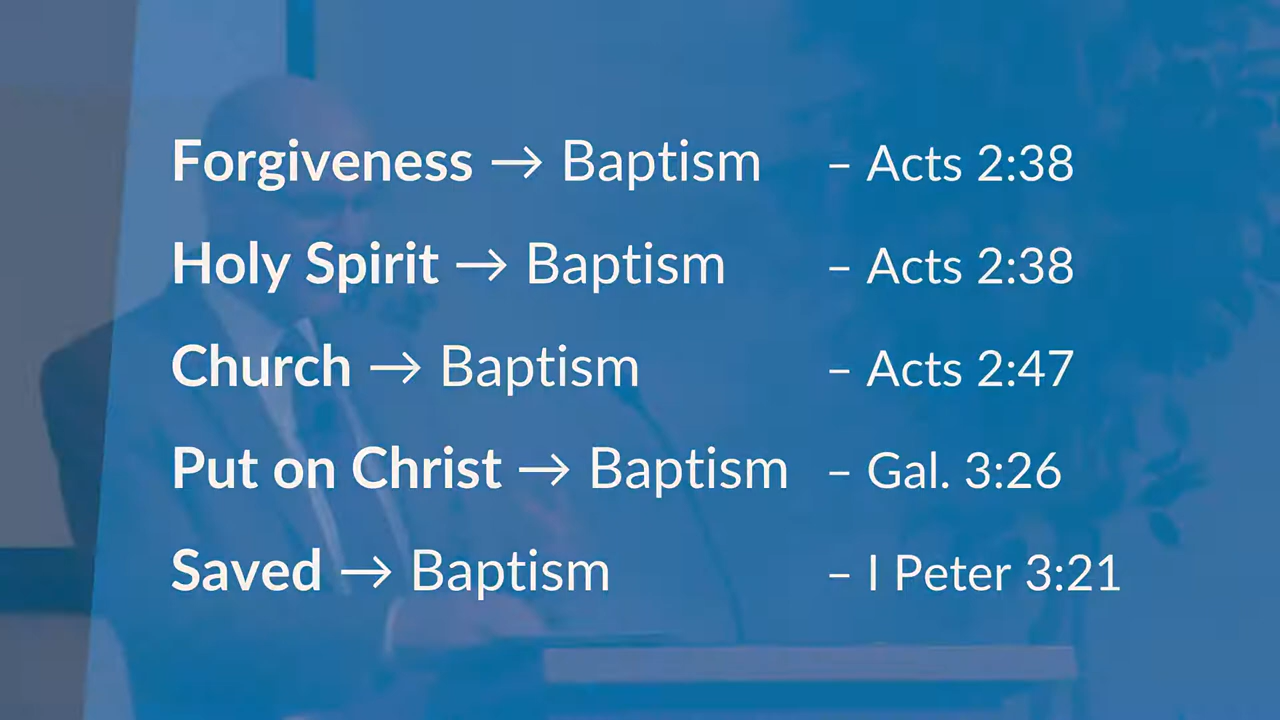 Forgiveness → Baptism – Acts 2:38
Holy Spirit → Baptism – Acts 2:38
Church → Baptism – Acts 2:47
Put on Christ → Baptism – Gal. 3:26
Saved → Baptism – I Peter 3:21